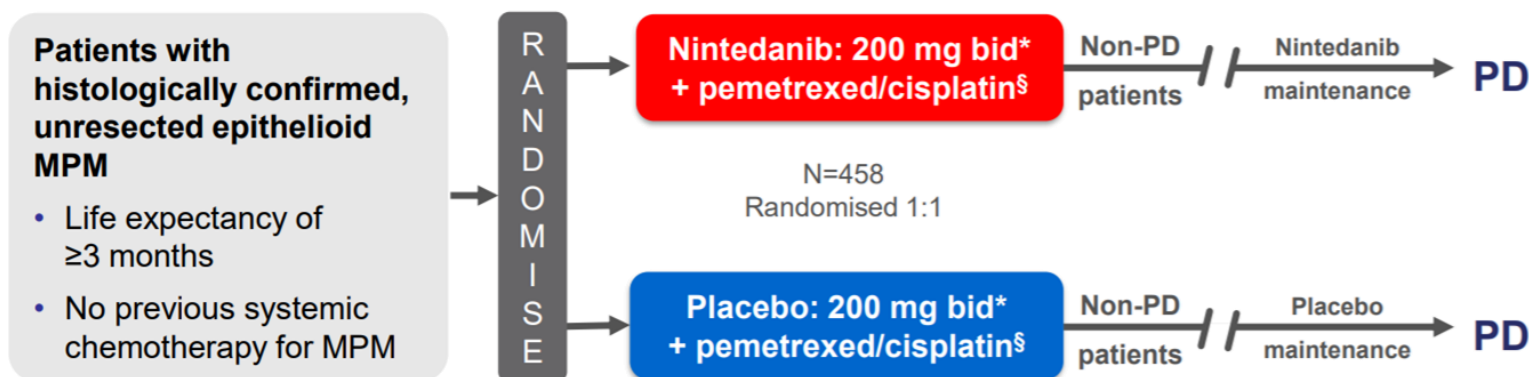 Patients with
histologically confirmed,
unresected epithelioid
MPM
• Life expectancy of
≥3 months
• No previous systemic
chemotherapy for MPM
RANDOMISE
Nintedanib: 200 mg bid*
+ pemetrexed/cisplatin§
Non-PD
patients
Nintedanib
maintenance
PD
N=458
Randomised 1:1
Placebo: 200 mg bid*
+ pemetrexed/cisplatin§
Non-PD
patients
Placebo
maintenance
PD